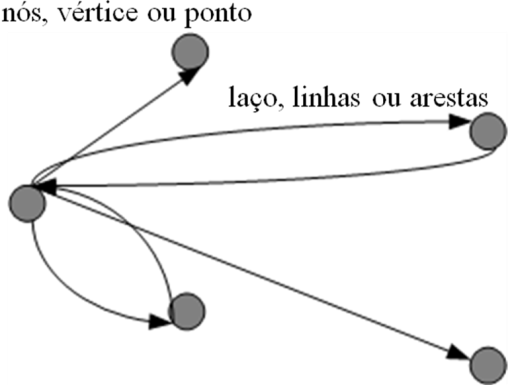 nós, vértice ou ponto
laço, linhas ou arestas